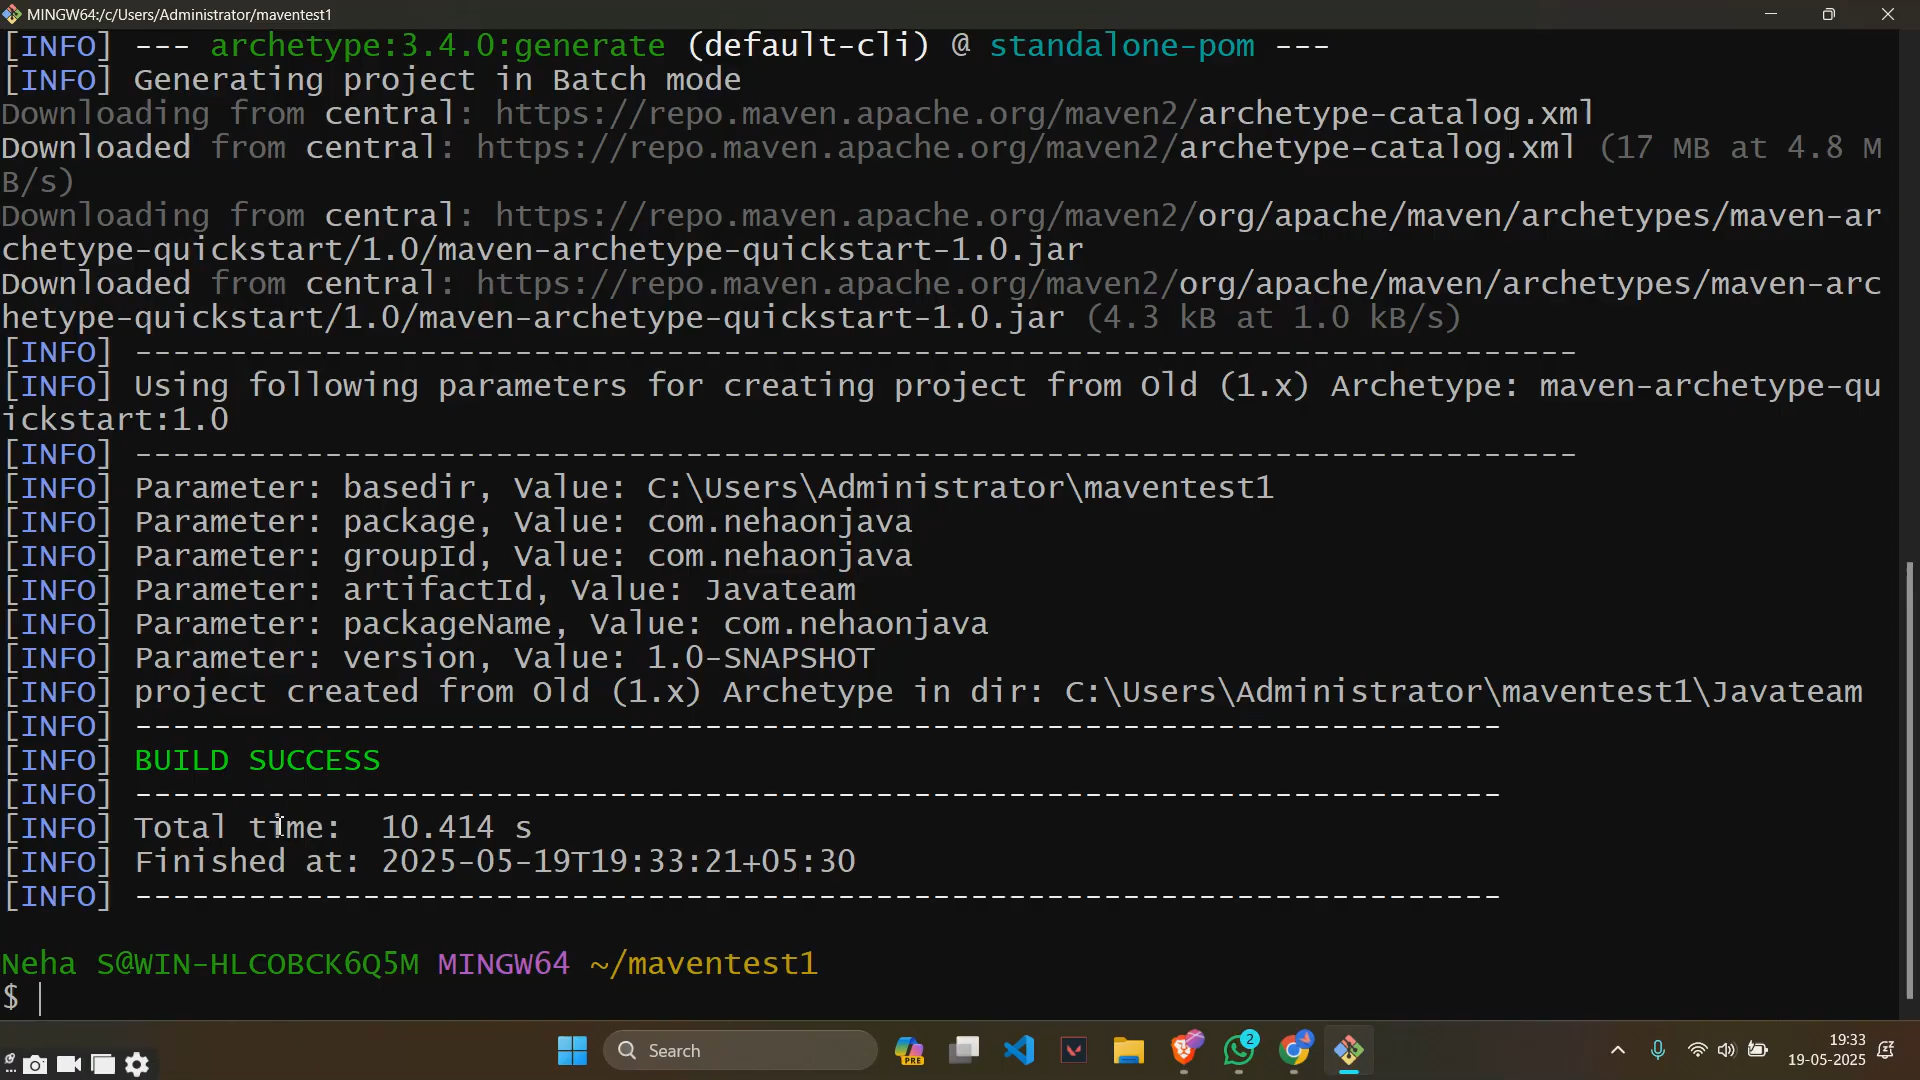 MINGW64:/c/Users/Administrator/maventest1
[INFO] --- archetype:3.4.0:generate (default-cli) @ standalone-pom ---
[INFO] Generating project in Batch mode
Downloading from central: https://repo.maven.apache.org/maven2/archetype-catalog.xml
Downloaded from central: https://repo.maven.apache.org/maven2/archetype-catalog.xml (17 MB at 4.8 M
B/s)
Downloading from central: https://repo.maven.apache.org/maven2/org/apache/maven/archetypes/maven-ar
chetype-quickstart/1.0/maven-archetype-quickstart-1.0.jar
Downloaded from central: https://repo.maven.apache.org/maven2/org/apache/maven/archetypes/maven-arc
hetype-quickstart/1.0/maven-archetype-quickstart-1.0.jar (4.3 kB at 1.0 kB/s)
[INFO] ----------------------------------------------------------------------------
[INFO] Using following parameters for creating project from Old (1.x) Archetype: maven-archetype-qu
ickstart:1.0
[INFO] ----------------------------------------------------------------------------
[INFO] Parameter: basedir, Value: C:\Users\Administrator\maventest1
[INFO] Parameter: package, Value: com.nehaonjava
[INFO] Parameter: groupId, Value: com.nehaonjava
[INFO] Parameter: artifactId, Value: Javateam
[INFO] Parameter: packageName, Value: com.nehaonjava
[INFO] Parameter: version, Value: 1.0-SNAPSHOT
[INFO] project created from Old (1.x) Archetype in dir: C:\Users\Administrator\maventest1\Javateam
[INFO] ------------------------------------------------------------------------
[INFO] BUILD SUCCESS
[INFO] ------------------------------------------------------------------------
[INFO] Total time:  10.414 s
[INFO] Finished at: 2025-05-19T19:33:21+05:30
[INFO] ------------------------------------------------------------------------
Neha S@WIN-HLCOBCK6Q5M MINGW64 ~/maventest1
$
Search
PRE
2
19:33
19-05-2025